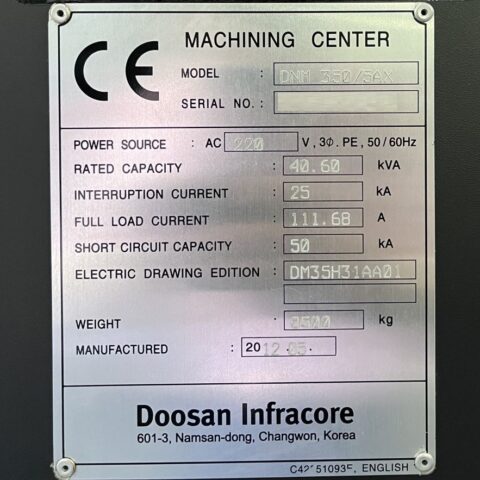 CE MACHINING CENTER
MODEL : DNM 350/5AX
SERIAL NO. :
POWER SOURCE : AC 220 V, 3Φ. PE, 50/60Hz
RATED CAPACITY : 40.60 kVA
INTERRUPTION CURRENT : 25 kA
FULL LOAD CURRENT : 111.68 A
SHORT CIRCUIT CAPACITY : 50 kA
ELECTRIC DRAWING EDITION : DM35H31AA01
WEIGHT : 8500 kg
MANUFACTURED : 2012.05.
Doosan Infracore
601-3, Namsan-dong, Changwon, Korea
ENGLISH